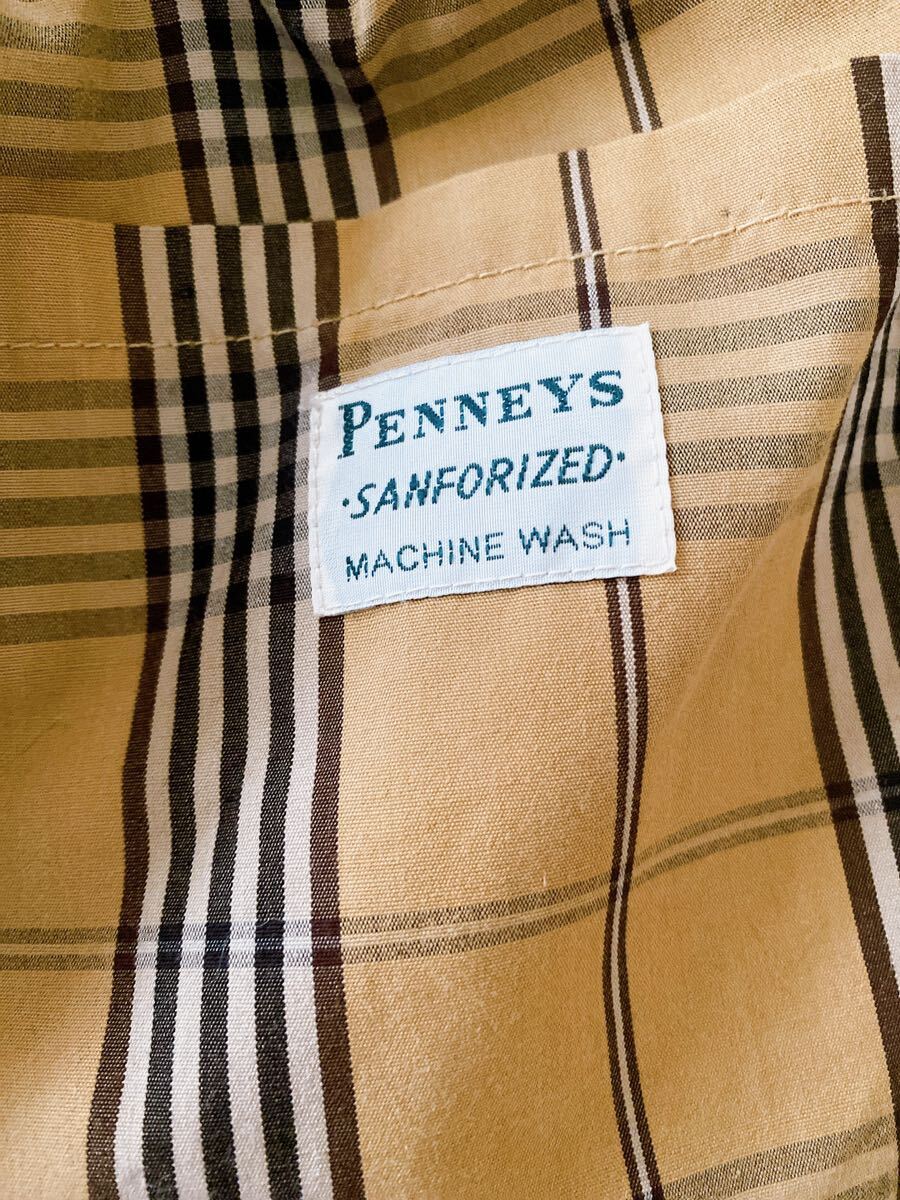 PENNEYS
·SANFORIZED·
MACHINE WASH